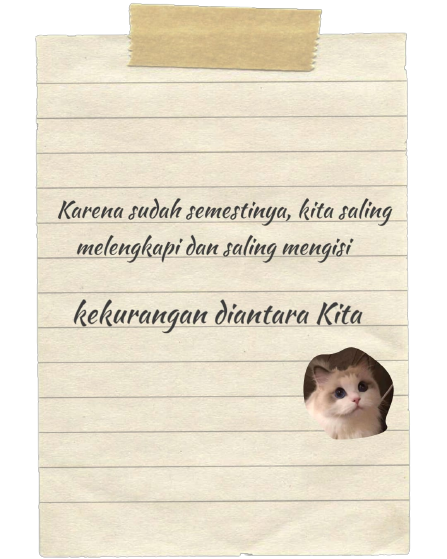 Karena sudah semestinya, kita saling
melengkapi dan saling mengisi
kekurangan diantara Kita